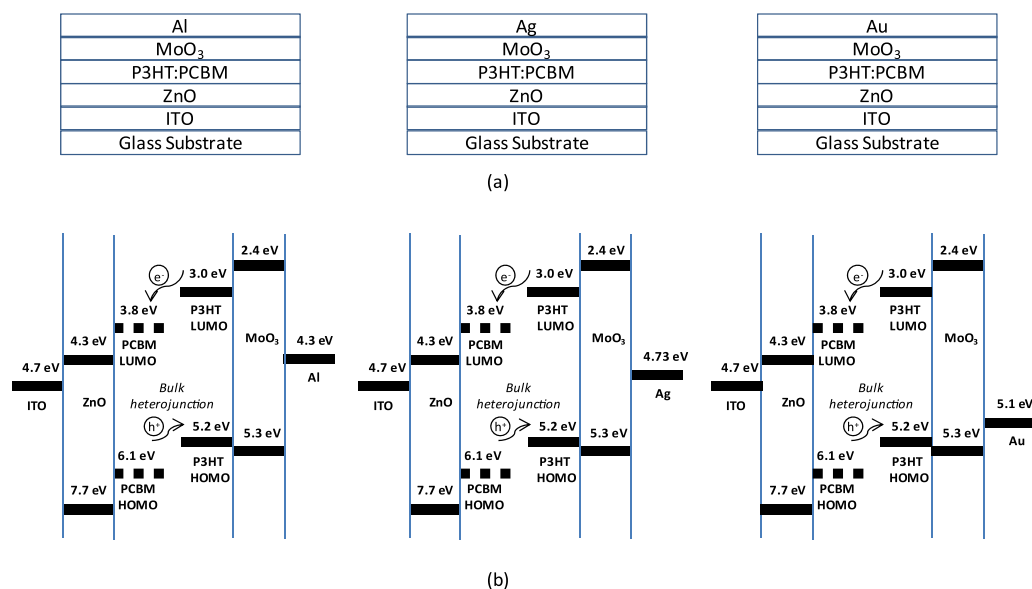 Al
MoO₃
P3HT:PCBM
ZnO
ITO
Glass Substrate
Ag
MoO₃
P3HT:PCBM
ZnO
ITO
Glass Substrate
Au
MoO₃
P3HT:PCBM
ZnO
ITO
Glass Substrate
(a)
2.4 eV
e⁻
3.0 eV
3.8 eV
P3HT
LUMO
4.3 eV
PCBM
LUMO
MoO₃
4.3 eV
4.7 eV
Al
ITO
ZnO
Bulk
heterojunction
h⁺
5.2 eV
5.3 eV
6.1 eV
P3HT
HOMO
PCBM
HOMO
7.7 eV
2.4 eV
e⁻
3.0 eV
3.8 eV
P3HT
LUMO
4.3 eV
PCBM
LUMO
MoO₃
4.73 eV
4.7 eV
Ag
ITO
ZnO
Bulk
heterojunction
h⁺
5.2 eV
5.3 eV
6.1 eV
P3HT
HOMO
PCBM
HOMO
7.7 eV
2.4 eV
e⁻
3.0 eV
3.8 eV
P3HT
LUMO
4.3 eV
PCBM
LUMO
MoO₃
4.7 eV
ITO
ZnO
Bulk
heterojunction
5.1 eV
h⁺
5.2 eV
5.3 eV
Au
6.1 eV
P3HT
HOMO
PCBM
HOMO
7.7 eV
(b)